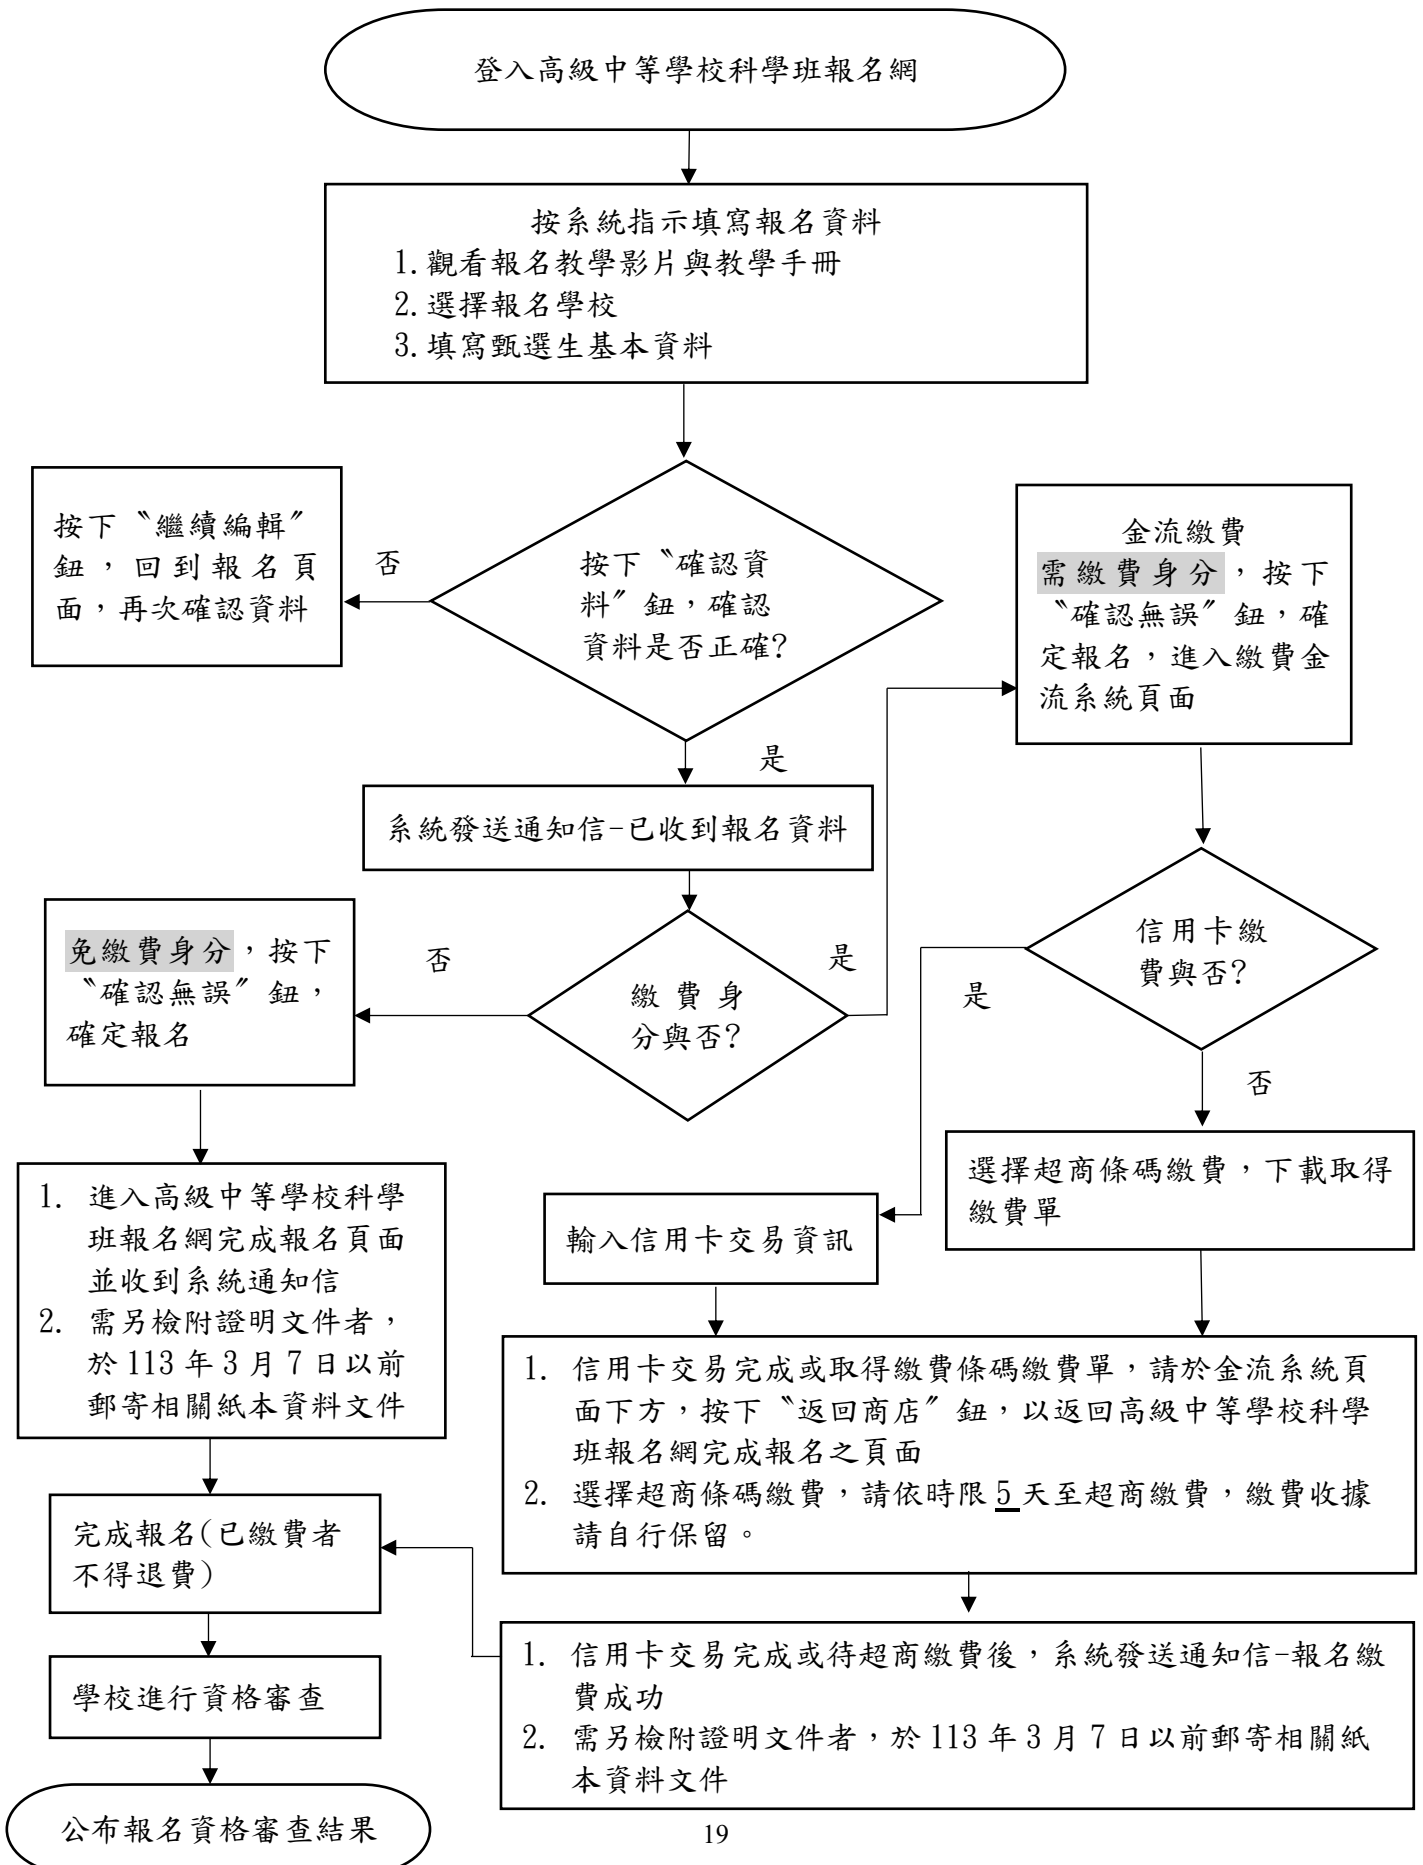 登入高級中等學校科學班報名網
按系統指示填寫報名資料
1.觀看報名教學影片與教學手冊
2.選擇報名學校
3.填寫甄選生基本資料
按下〝繼續編輯〞
鈕，回到報名頁
面，再次確認資料
否
按下〝確認資
料〞鈕，確認
資料是否正確?
是
金流繳費
需繳費身分，按下
〝確認無誤〞鈕，確
定報名，進入繳費金
流系統頁面
系統發送通知信-已收到報名資料
免繳費身分，按下
〝確認無誤〞鈕，
確定報名
否
繳費身
分與否?
是
信用卡繳
費與否?
是
否
選擇超商條碼繳費，下載取得
繳費單
輸入信用卡交易資訊
1. 進入高級中等學校科學
班報名網完成報名頁面
並收到系統通知信
2. 需另檢附證明文件者，
於113年3月7日以前
郵寄相關紙本資料文件
1. 信用卡交易完成或取得繳費條碼繳費單，請於金流系統頁
面下方，按下〝返回商店〞鈕，以返回高級中等學校科學
班報名網完成報名之頁面
2. 選擇超商條碼繳費，請依時限5天至超商繳費，繳費收據
請自行保留。
完成報名(已繳費者
不得退費)
1. 信用卡交易完成或待超商繳費後，系統發送通知信-報名繳
費成功
2. 需另檢附證明文件者，於113年3月7日以前郵寄相關紙
本資料文件
學校進行資格審查
公布報名資格審查結果
19